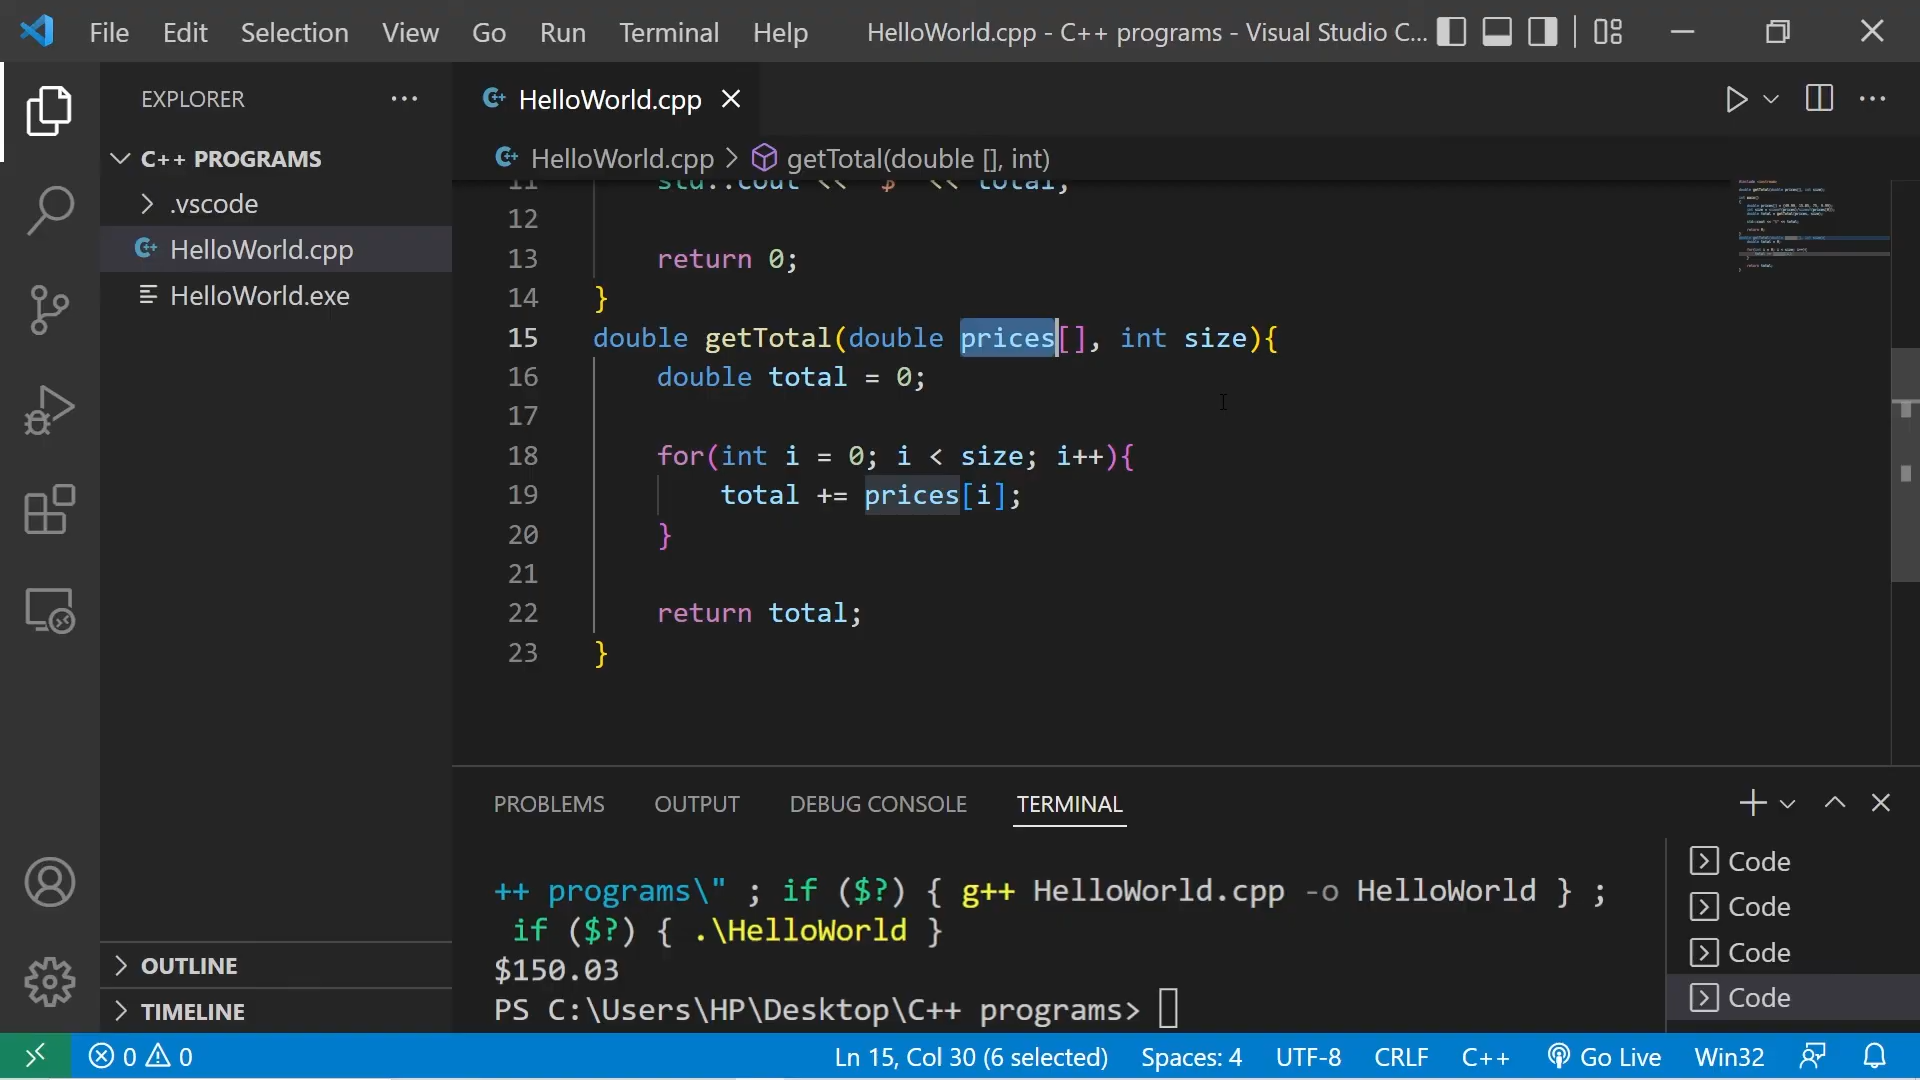 File Edit Selection View Go Run Terminal Help HelloWorld.cpp - C++ programs - Visual Studio C...
EXPLORER
C++ PROGRAMS
.vscode
HelloWorld.cpp
HelloWorld.exe
OUTLINE
TIMELINE
HelloWorld.cpp
HelloWorld.cpp > getTotal(double [], int)
11 std::cout << "$" << total;
12
13 return 0;
14 }
15 double getTotal(double prices[], int size){
16 double total = 0;
17
18 for(int i = 0; i < size; i++){
19 total += prices[i];
20 }
21
22 return total;
23 }
PROBLEMS OUTPUT DEBUG CONSOLE TERMINAL
++ programs\" ; if ($?) { g++ HelloWorld.cpp -o HelloWorld } ;
if ($?) { .\HelloWorld }
$150.03
PS C:\Users\HP\Desktop\C++ programs>
Code
Code
Code
Code
0 0 Ln 15, Col 30 (6 selected) Spaces: 4 UTF-8 CRLF C++ Go Live Win32